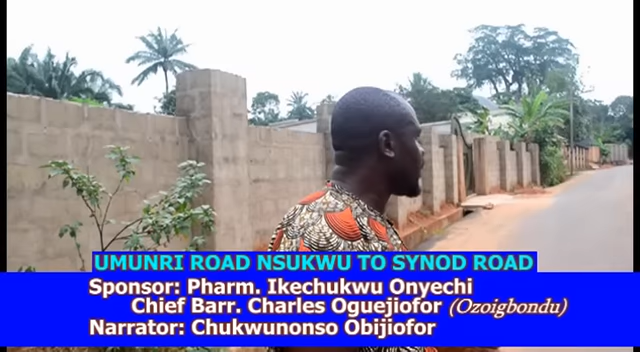 UMUNRI ROAD NSUKWU TO SYNOD ROAD
Sponsor: Pharm. Ikechukwu Onyechi
Chief Barr. Charles Oguejiofor (Ozoigbondu)
Narrator: Chukwunonso Obijiofor